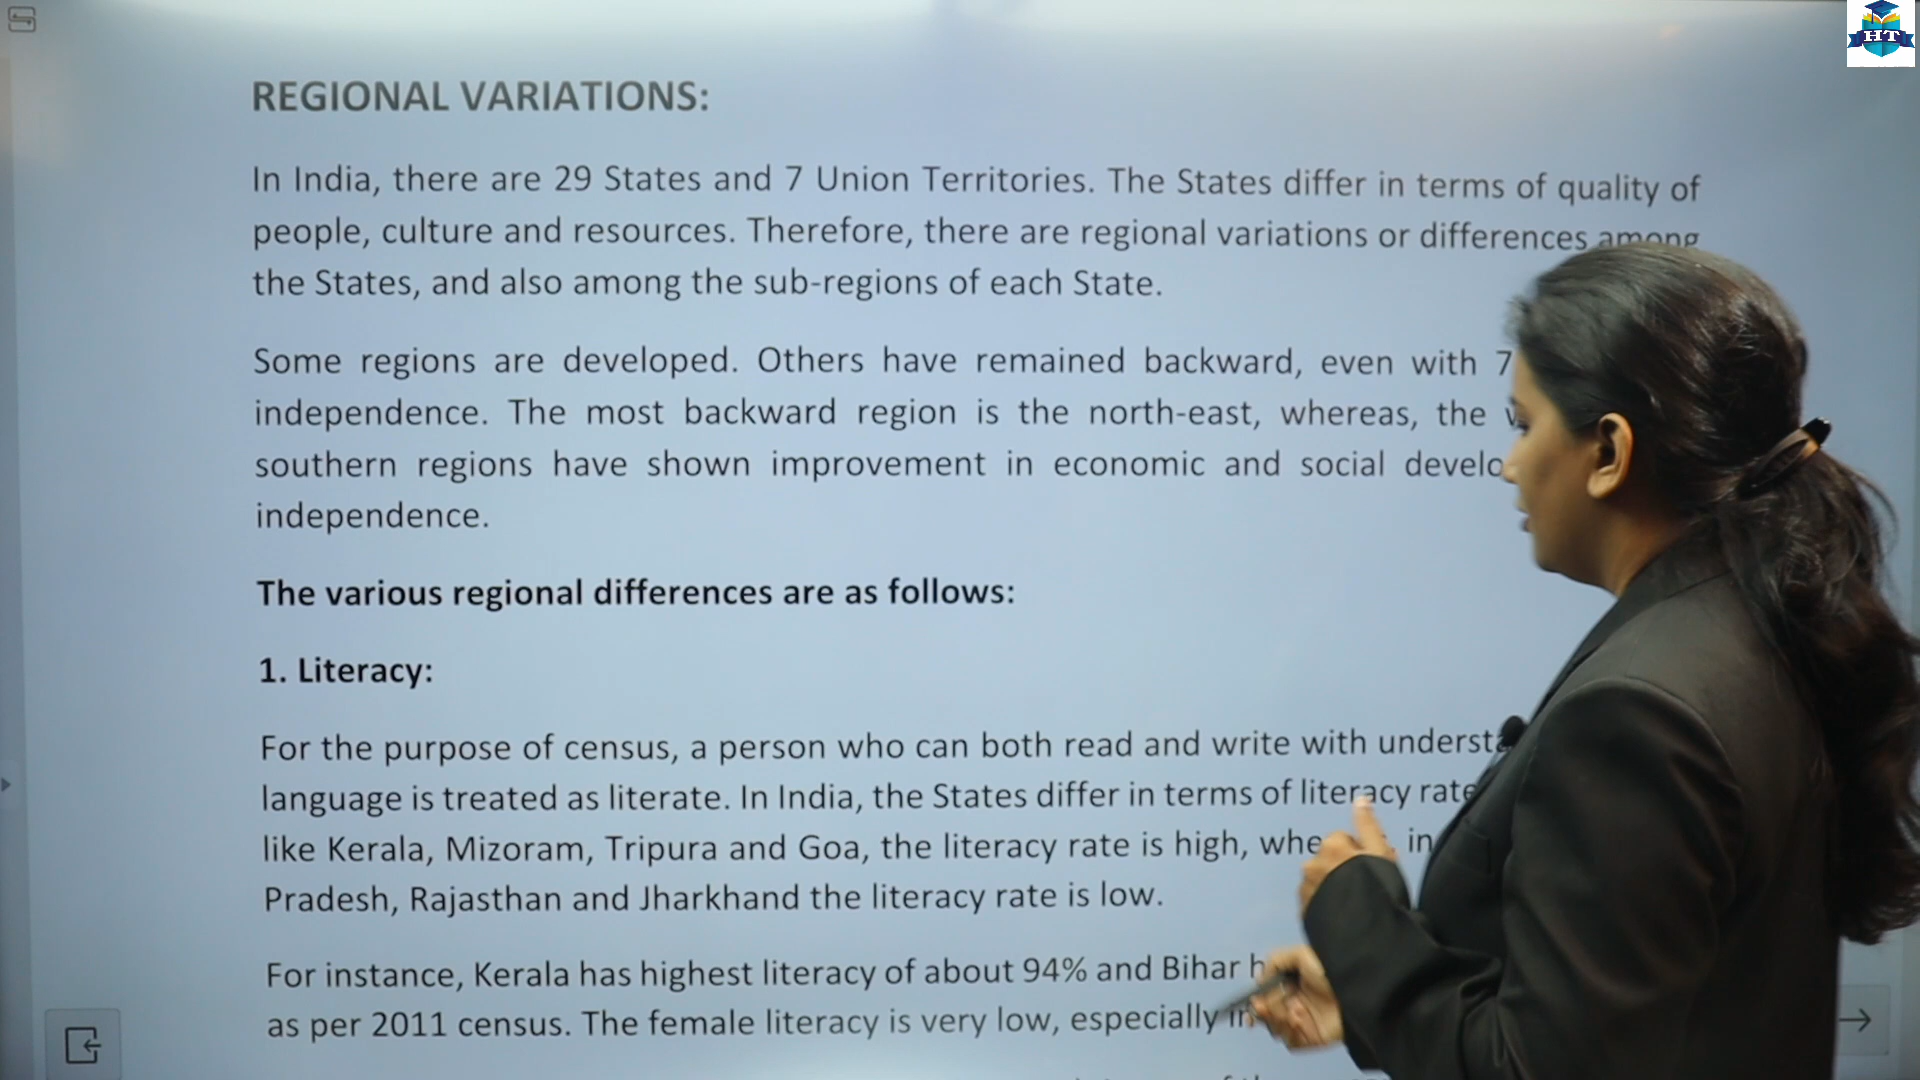 HT
REGIONAL VARIATIONS:
In India, there are 29 States and 7 Union Territories. The States differ in terms of quality of
people, culture and resources. Therefore, there are regional variations or differences among
the States, and also among the sub-regions of each State.
Some regions are developed. Others have remained backward, even with 7
independence. The most backward region is the north-east, whereas, the
southern regions have shown improvement in economic and social
independence.
The various regional differences are as follows:
1. Literacy:
For the purpose of census, a person who can both read and write with
language is treated as literate. In India, the States differ in terms of literacy
like Kerala, Mizoram, Tripura and Goa, the literacy rate is high, in
Pradesh, Rajasthan and Jharkhand the literacy rate is low.
For instance, Kerala has highest literacy of about 94% and Bihar
as per 2011 census. The female literacy is very low, especially in